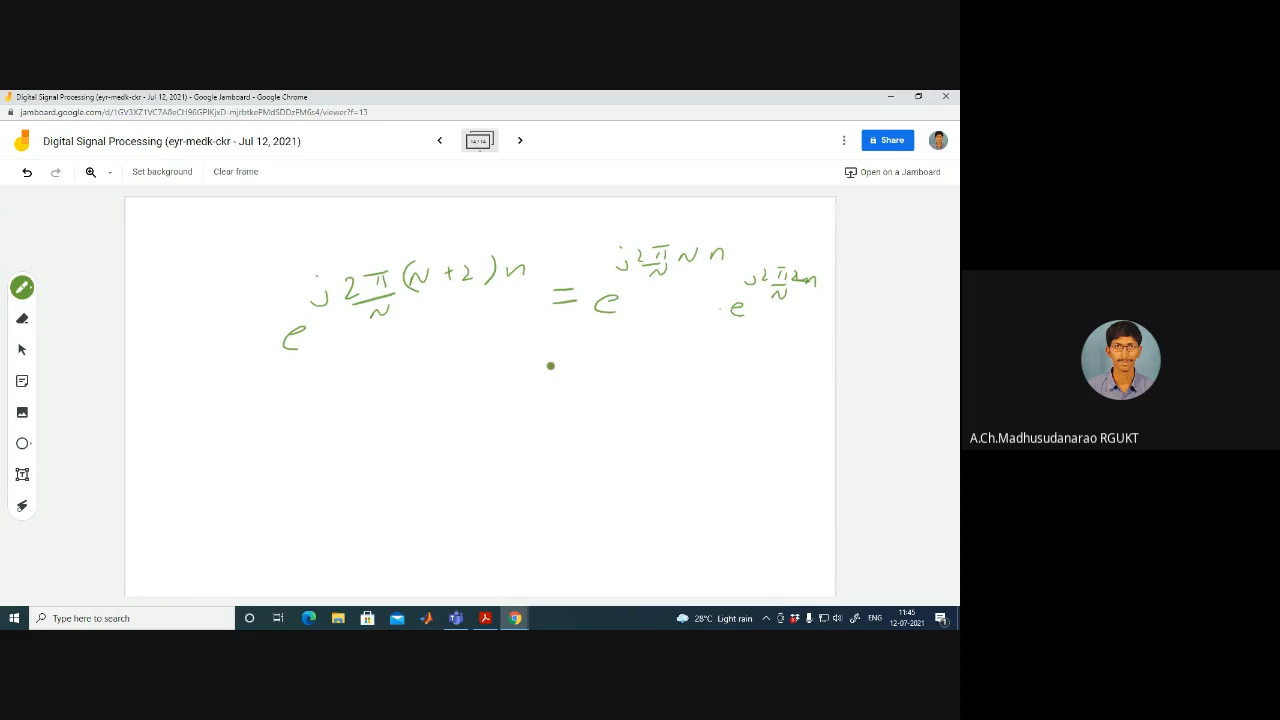 Digital Signal Processing (eyr-medk-ckr - Jul 12, 2021) - Google Jamboard - Google Chrome
Digital Signal Processing (eyr-medk-ckr - Jul 12, 2021)
14 / 14
Share
Set background
Clear frame
Open on a Jamboard
e^{j 2π/N (N+2) n} = e^{j 2π/N N n} . e^{j 2π/N 2n}
A.Ch.Madhusudanarao RGUKT
Type here to search
28°C Light rain
ENG
11:45
12-07-2021